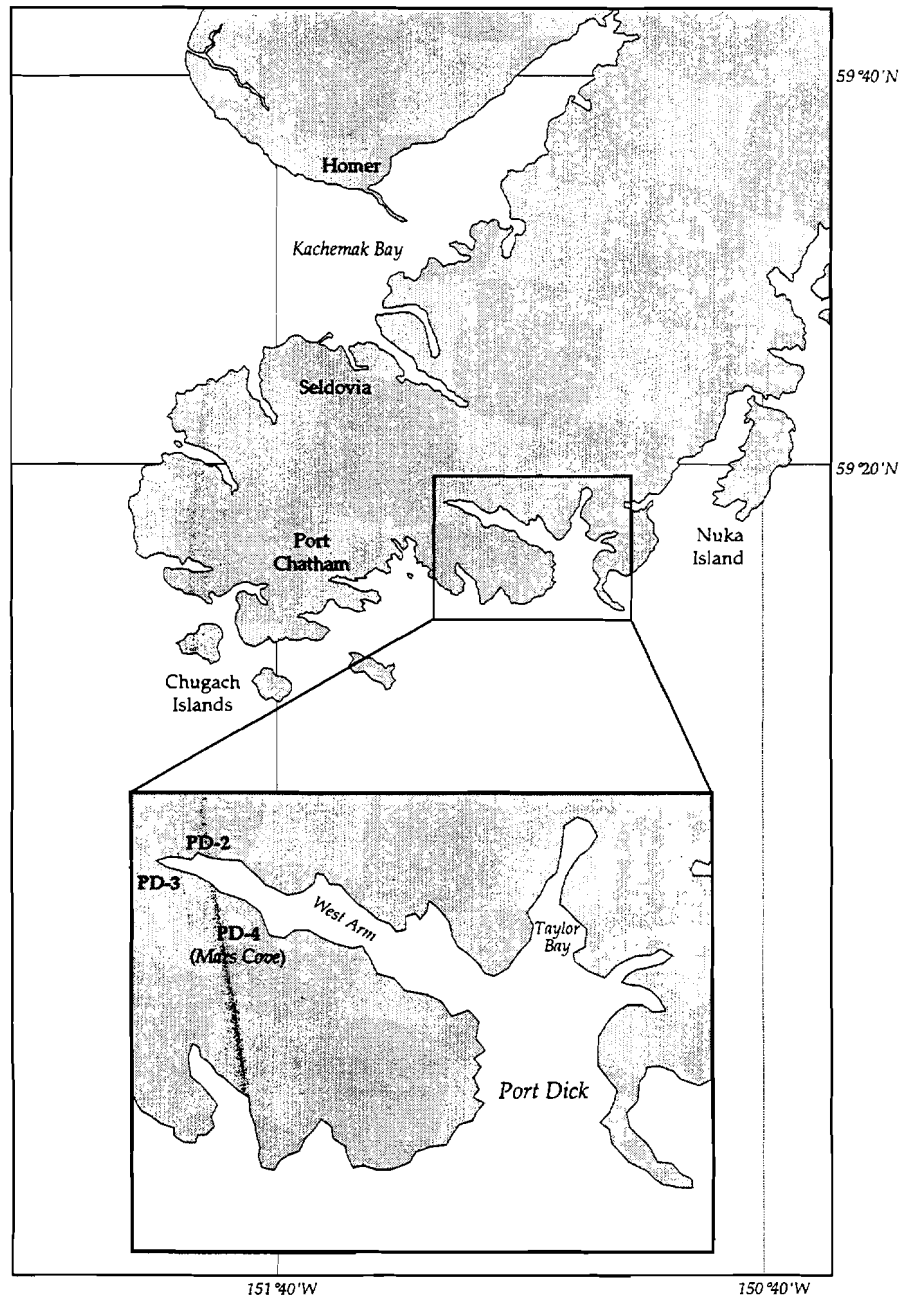 59°40'N
Homer
Kachemak Bay
Seldovia
59°20'N
Port
Chatham
Nuka
Island
Chugach
Islands
PD-2
PD-3
West Arm
PD-4
(Mars Cove)
Taylor
Bay
Port Dick
151°40'W
150°40'W